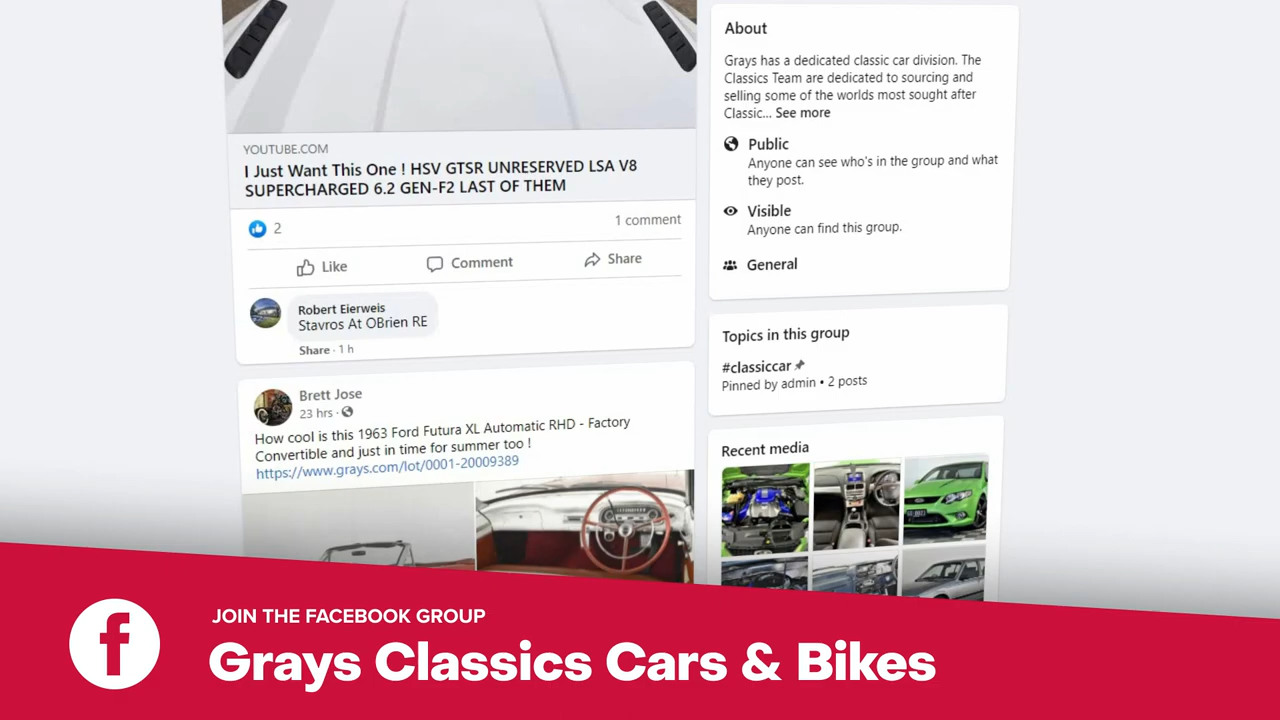 YOUTUBE.COM
I Just Want This One ! HSV GTSR UNRESERVED LSA V8
SUPERCHARGED 6.2 GEN-F2 LAST OF THEM
2
1 comment
Like
Comment
Share
Robert Eierweis
Stavros At OBrien RE
Share · 1 h
Brett Jose
23 hrs ·
How cool is this 1963 Ford Futura XL Automatic RHD - Factory
Convertible and just in time for summer too !
https://www.grays.com/lot/0001-20009389
About
Grays has a dedicated classic car division. The
Classics Team are dedicated to sourcing and
selling some of the worlds most sought after
Classic... See more
Public
Anyone can see who's in the group and what
they post.
Visible
Anyone can find this group.
General
Topics in this group
#classiccar
Pinned by admin • 2 posts
Recent media
f
JOIN THE FACEBOOK GROUP
Grays Classics Cars & Bikes